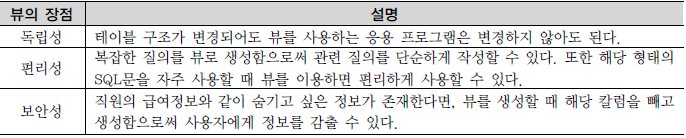 뷰의 장점 설명
독립성 테이블 구조가 변경되어도 뷰를 사용하는 응용 프로그램은 변경하지 않아도 된다.
편리성 복잡한 질의를 뷰로 생성함으로써 관련 질의를 단순하게 작성할 수 있다. 또한 해당 형태의
SQL문을 자주 사용할 때 뷰를 이용하면 편리하게 사용할 수 있다.
보안성 직원의 급여정보와 같이 숨기고 싶은 정보가 존재한다면, 뷰를 생성할 때 해당 칼럼을 빼고
생성함으로써 사용자에게 정보를 감출 수 있다.